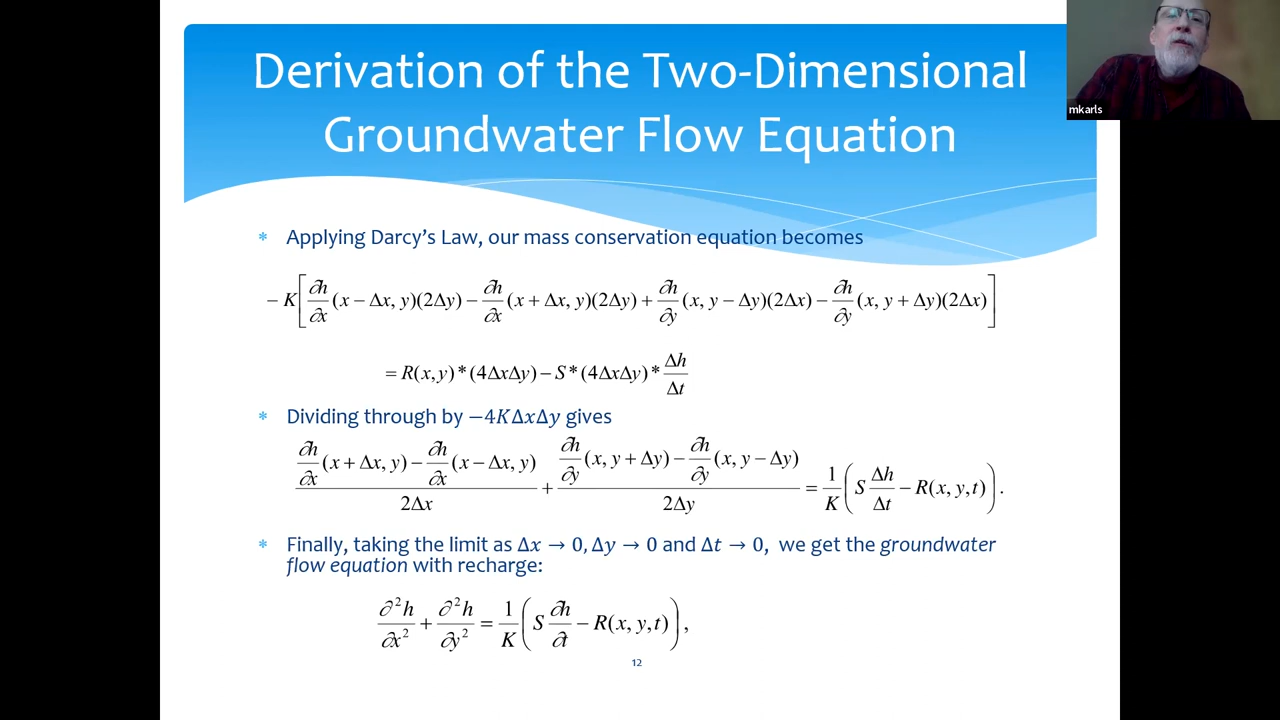 Derivation of the Two-Dimensional
Groundwater Flow Equation
mkarls
* Applying Darcy's Law, our mass conservation equation becomes
−K[∂h/∂x (x − Δx, y)(2Δy) − ∂h/∂x (x + Δx, y)(2Δy) + ∂h/∂y (x, y − Δy)(2Δx) − ∂h/∂y (x, y + Δy)(2Δx)]
= R(x, y) * (4ΔxΔy) − S * (4ΔxΔy) * Δh/Δt
* Dividing through by −4KΔxΔy gives
(∂h/∂x (x + Δx, y) − ∂h/∂x (x − Δx, y))/(2Δx) + (∂h/∂y (x, y + Δy) − ∂h/∂y (x, y − Δy))/(2Δy) = 1/K (S Δh/Δt − R(x, y, t)).
* Finally, taking the limit as Δx → 0, Δy → 0 and Δt → 0, we get the groundwater
flow equation with recharge:
∂²h/∂x² + ∂²h/∂y² = 1/K (S ∂h/∂t − R(x, y, t)),
12